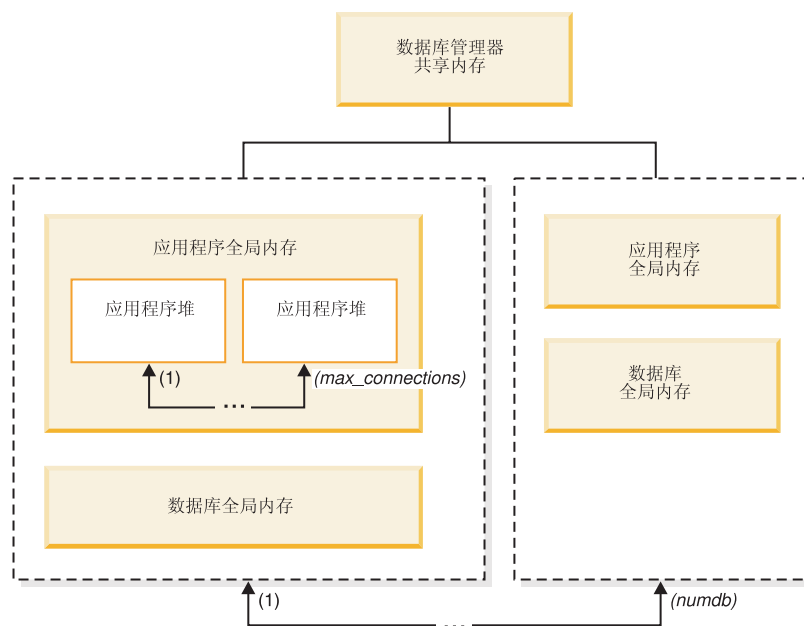 数据库管理器
共享内存
应用程序全局内存
应用程序堆
应用程序堆
(1)
...
(max_connections)
数据库全局内存
应用程序
全局内存
数据库
全局内存
(1)
...
(numdb)